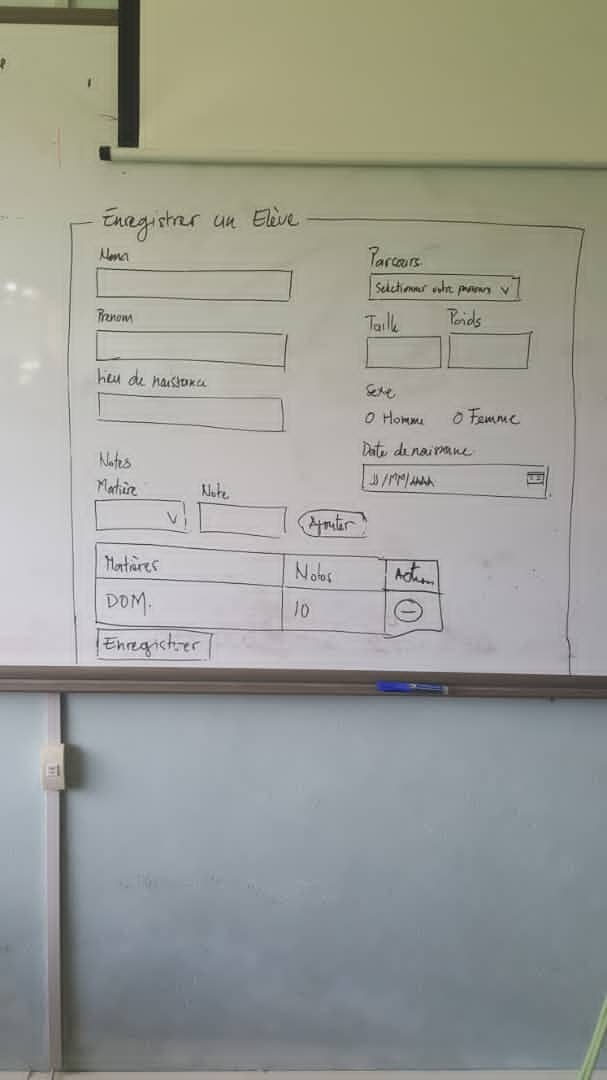 Enregistrer un Elève
Nom
Parcours
Selectionner votre parcours V
Prenom
Taille
Poids
Lieu de naissance
Sexe
O Homme O Femme
Date de naissance
JJ/MM/AAAA
Notes
Matière
Note
V
Ajouter
Matières Notes Action
DOM. 10
Enregistrer